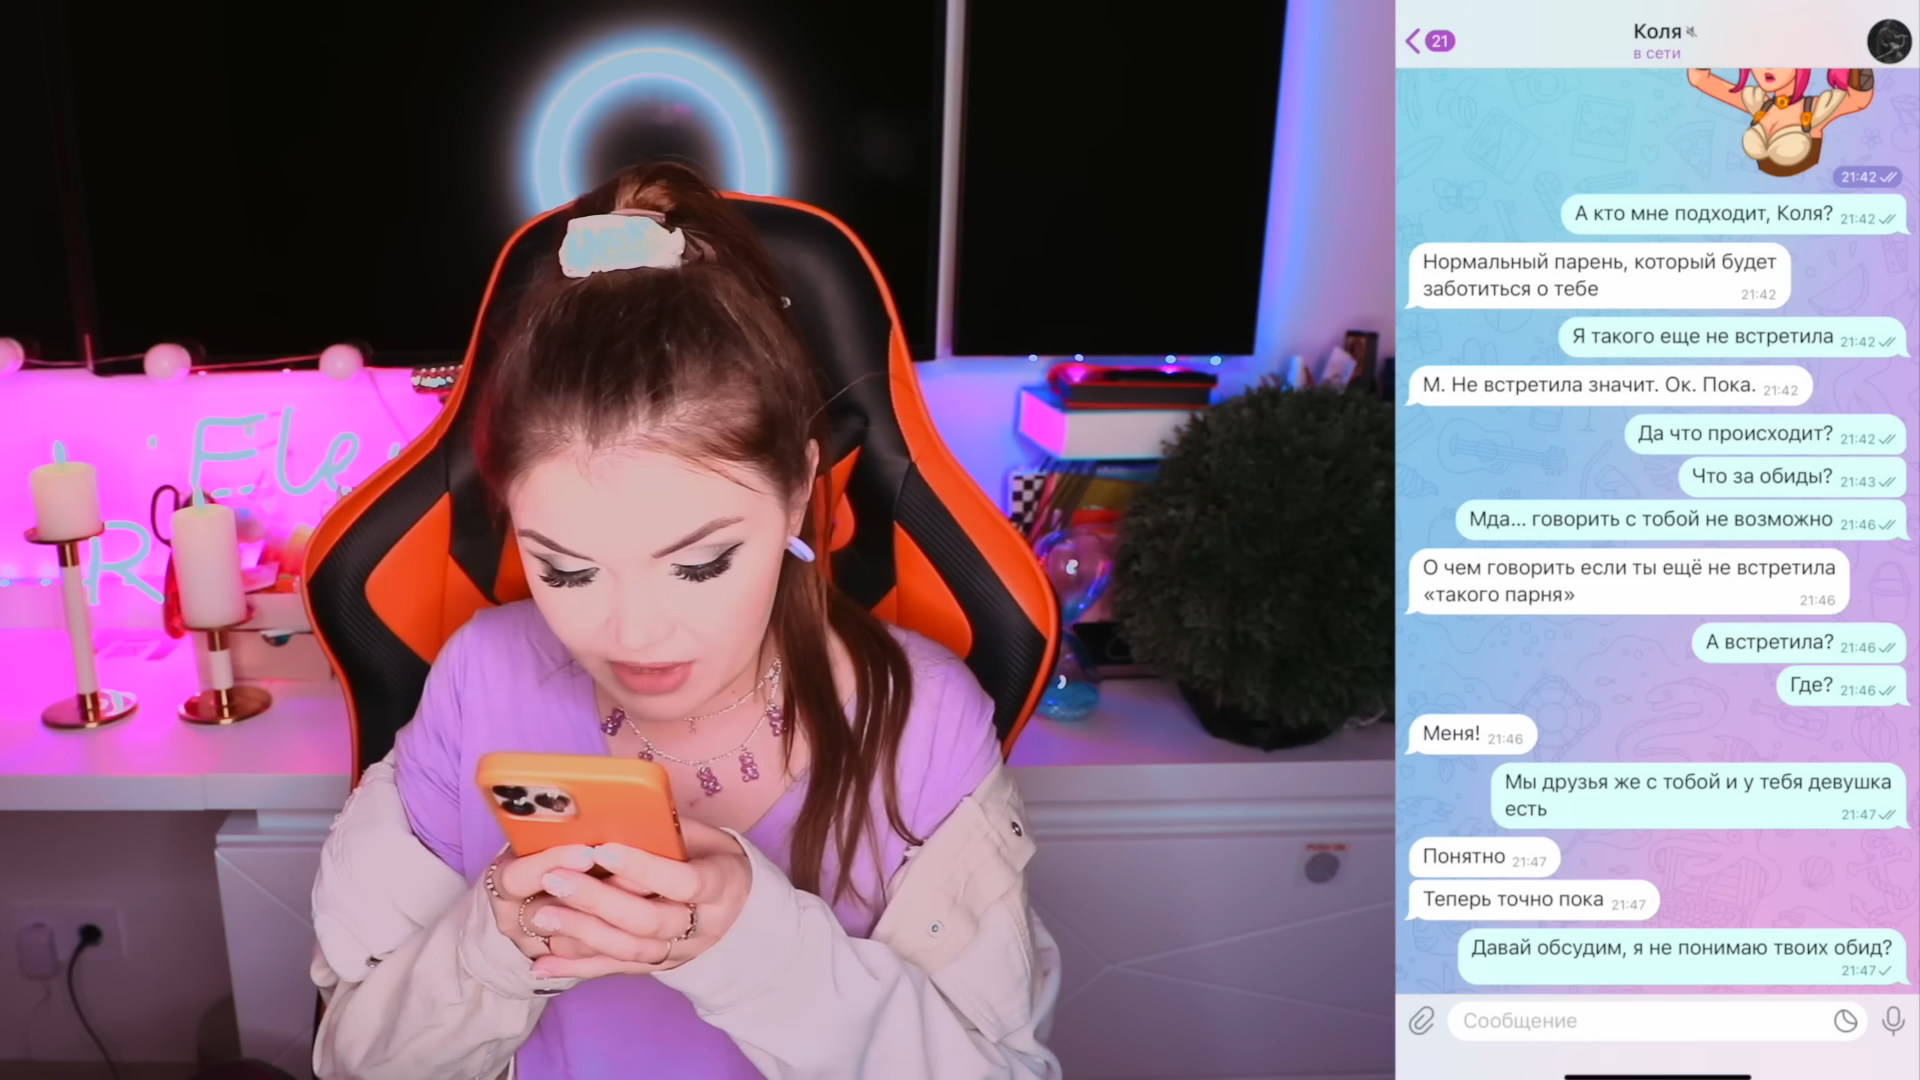 Ele
R
21
Коля
в сети
21:42
А кто мне подходит, Коля? 21:42
Нормальный парень, который будет
заботиться о тебе 21:42
Я такого еще не встретила 21:42
М. Не встретила значит. Ок. Пока. 21:42
Да что происходит? 21:42
Что за обиды? 21:43
Мда... говорить с тобой не возможно 21:46
О чем говорить если ты ещё не встретила
«такого парня» 21:46
А встретила? 21:46
Где? 21:46
Меня! 21:46
Мы друзья же с тобой и у тебя девушка
есть 21:47
Понятно 21:47
Теперь точно пока 21:47
Давай обсудим, я не понимаю твоих обид?
21:47
Сообщение